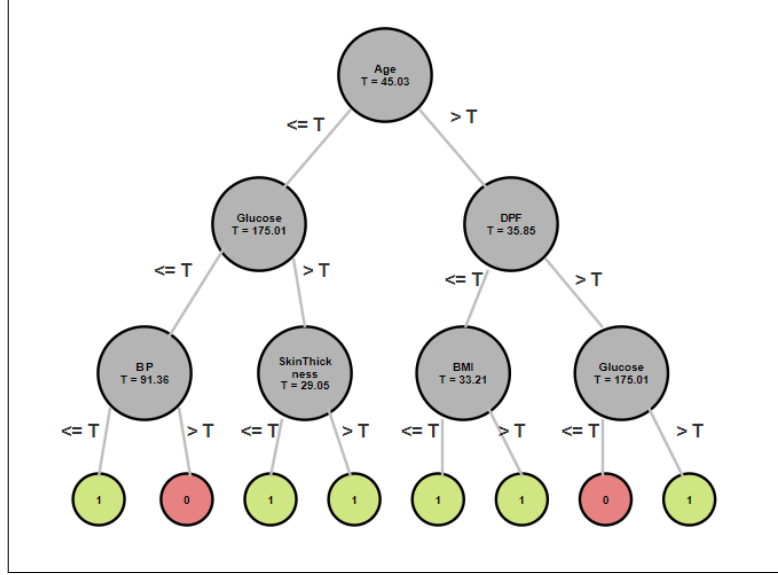 Age
T = 45.03
<= T
> T
Glucose
T = 175.01
DPF
T = 35.85
<= T
> T
<= T
> T
BP
T = 91.36
SkinThick
ness
T = 29.05
BMI
T = 33.21
Glucose
T = 175.01
<= T
> T
<= T
> T
<= T
> T
<= T
> T
1
0
1
1
1
1
0
1